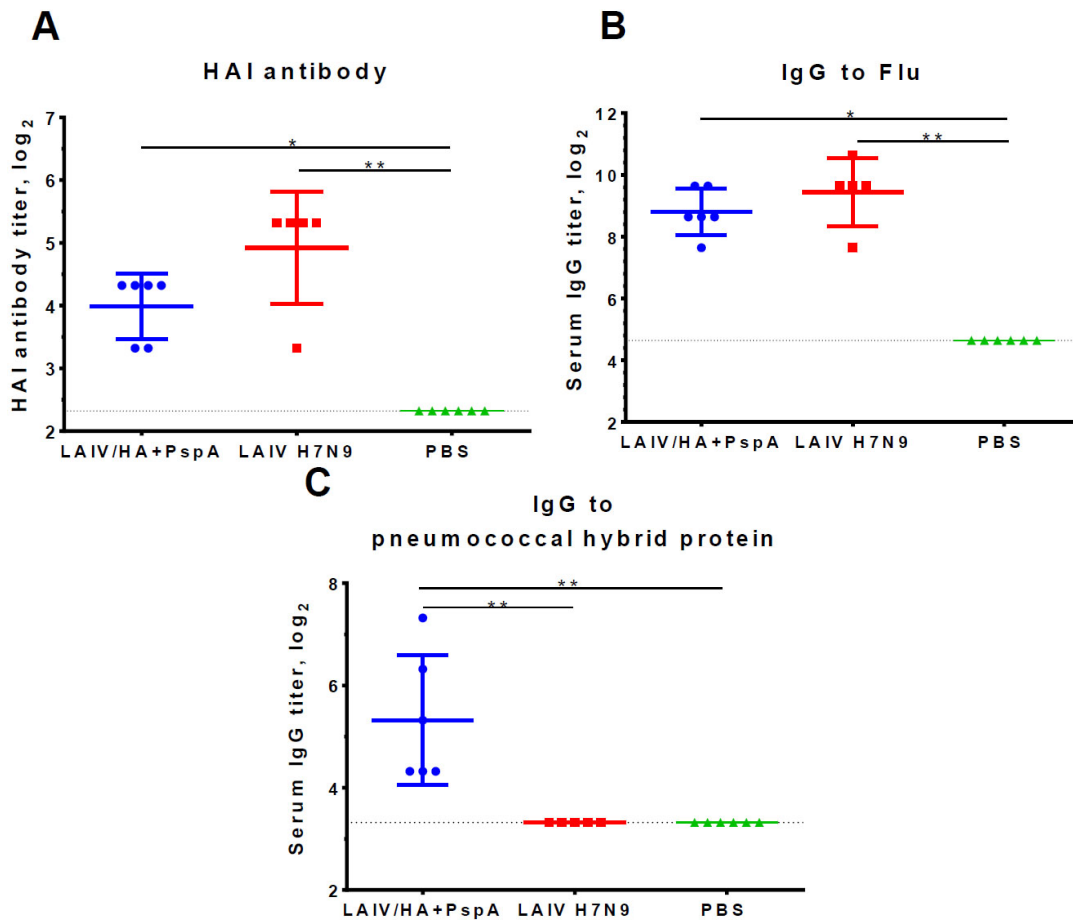 A
HAI antibody
HAI antibody titer, log2
7
6
5
4
3
2
*
**
LAIV/HA+PspA LAIV H7N9 PBS
B
IgG to Flu
Serum IgG titer, log2
12
10
8
6
4
2
*
**
LAIV/HA+PspA LAIV H7N9 PBS
C
IgG to
pneumococcal hybrid protein
Serum IgG titer, log2
8
6
4
2
**
**
LAIV/HA+PspA LAIV H7N9 PBS